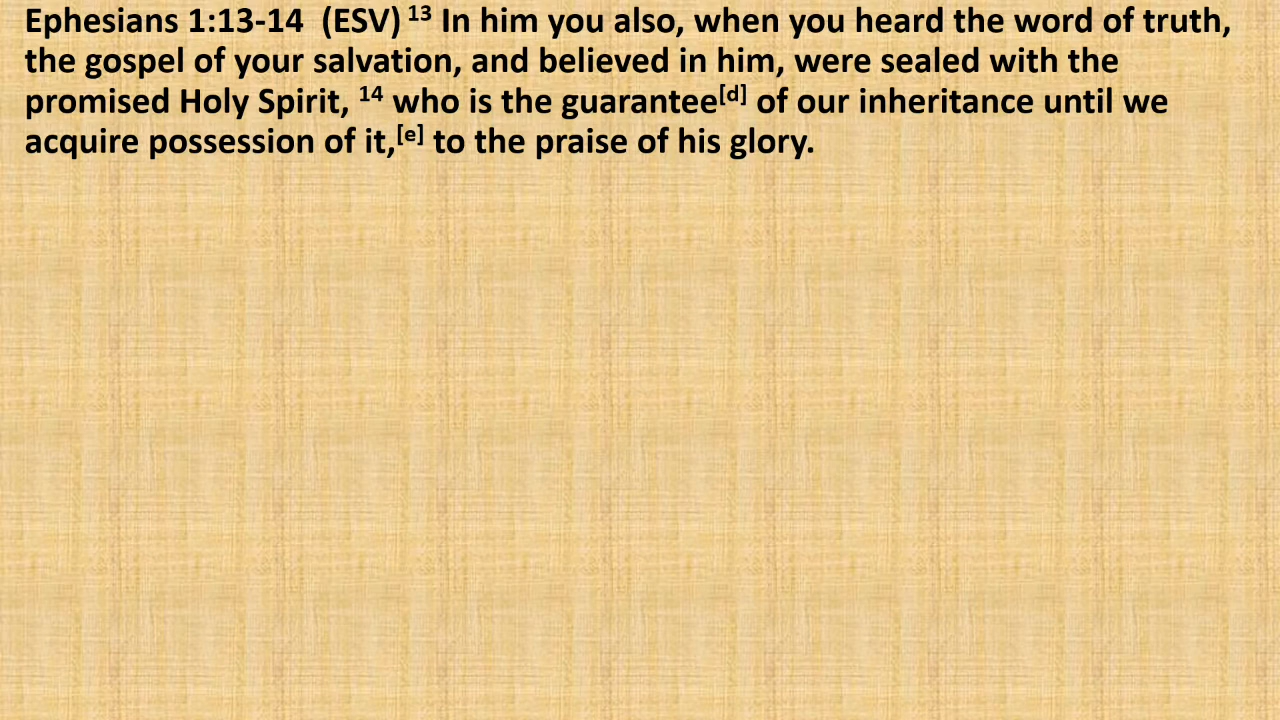 Ephesians 1:13-14  (ESV) 13 In him you also, when you heard the word of truth,
the gospel of your salvation, and believed in him, were sealed with the
promised Holy Spirit, 14 who is the guarantee[d] of our inheritance until we
acquire possession of it,[e] to the praise of his glory.